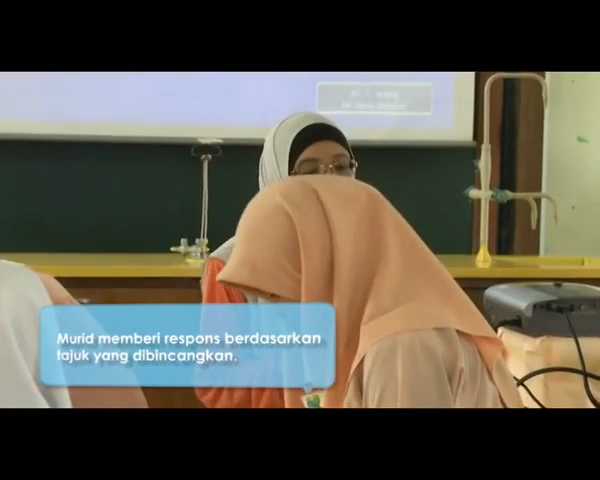 Murid memberi respons berdasarkan
tajuk yang dibincangkan.